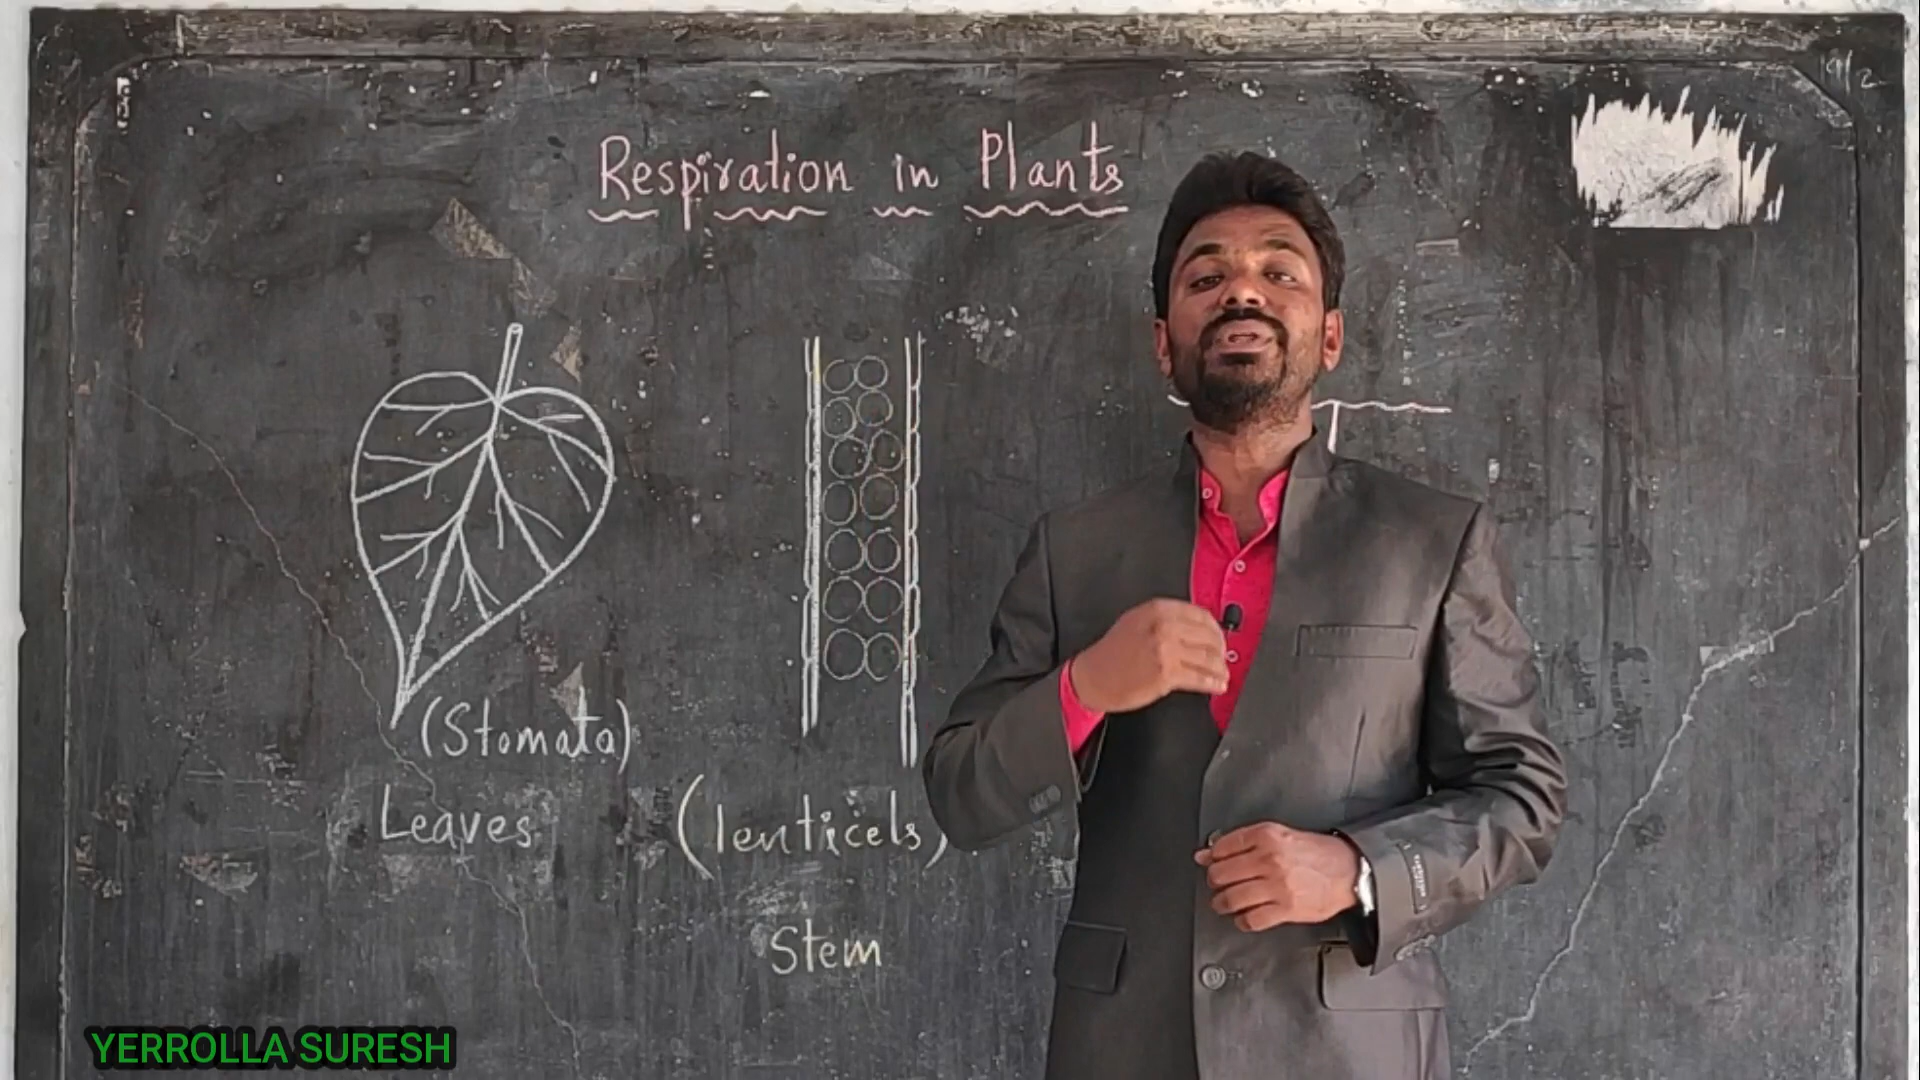 Respiration in Plants
(Stomata)
Leaves
(lenticels)
Stem
YERROLLA SURESH